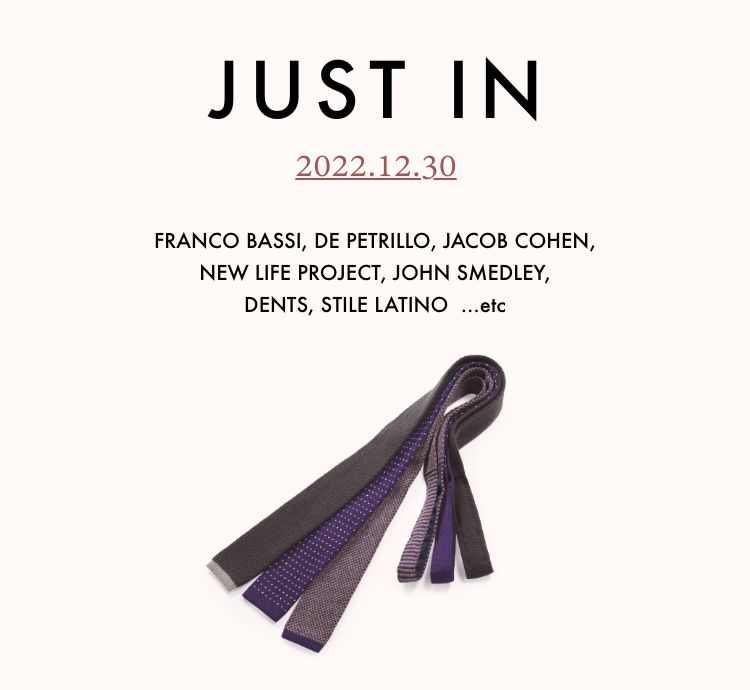 JUST IN
2022.12.30
FRANCO BASSI, DE PETRILLO, JACOB COHEN,
NEW LIFE PROJECT, JOHN SMEDLEY,
DENTS, STILE LATINO ...etc